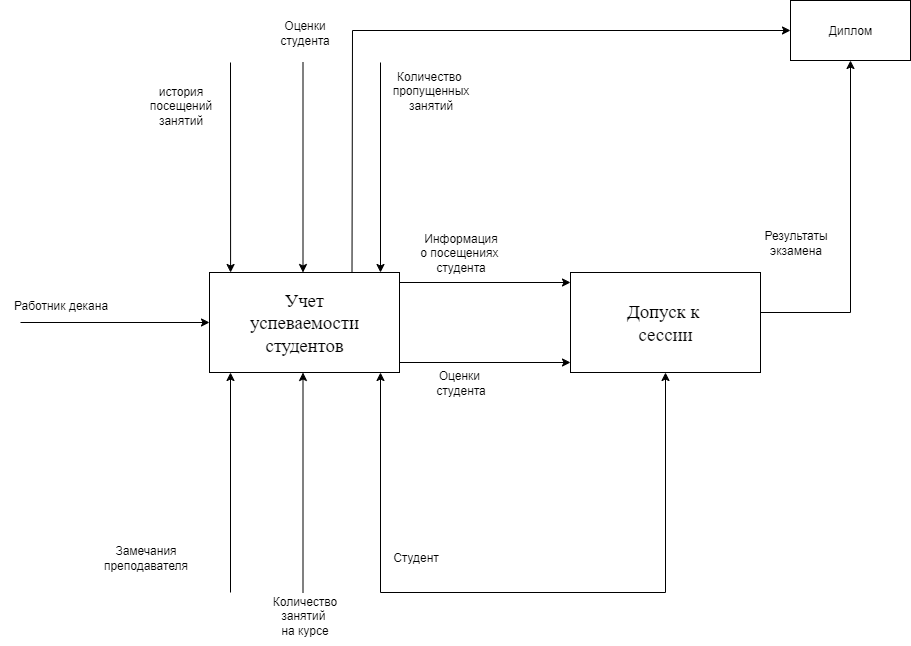 Оценки
студента
Диплом
история
посещений
занятий
Количество
пропущенных
занятий
Информация
о посещениях
студента
Результаты
экзамена
Работник декана
Учет
успеваемости
студентов
Допуск к
сессии
Оценки
студента
Замечания
преподавателя
Студент
Количество
занятий
на курсе